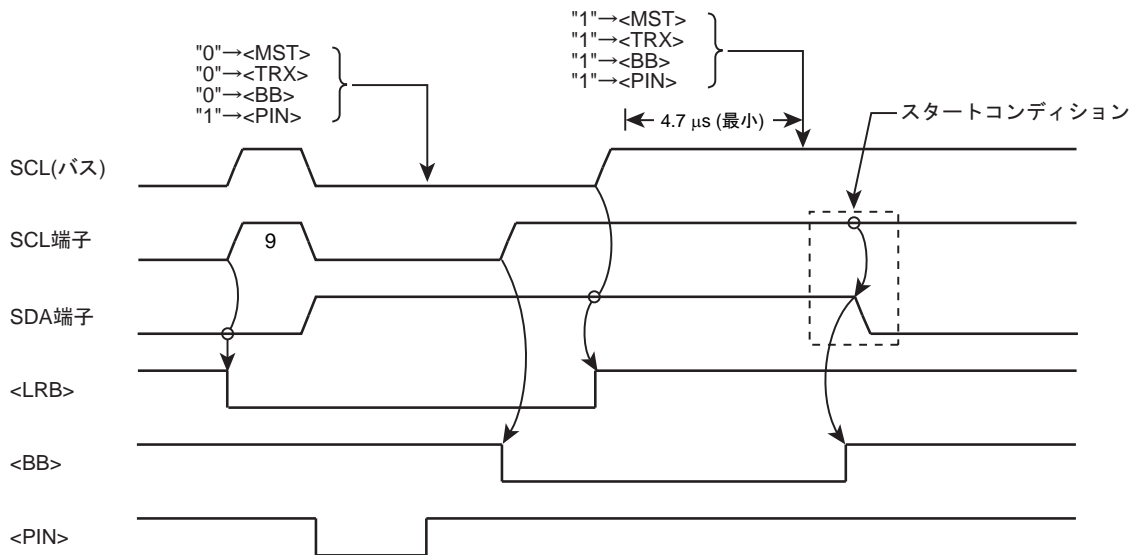 "0"→<MST>
"0"→<TRX>
"0"→<BB>
"1"→<PIN>
"1"→<MST>
"1"→<TRX>
"1"→<BB>
"1"→<PIN>
4.7 μs (最小)
スタートコンディション
SCL(バス)
SCL端子
9
SDA端子
<LRB>
<BB>
<PIN>